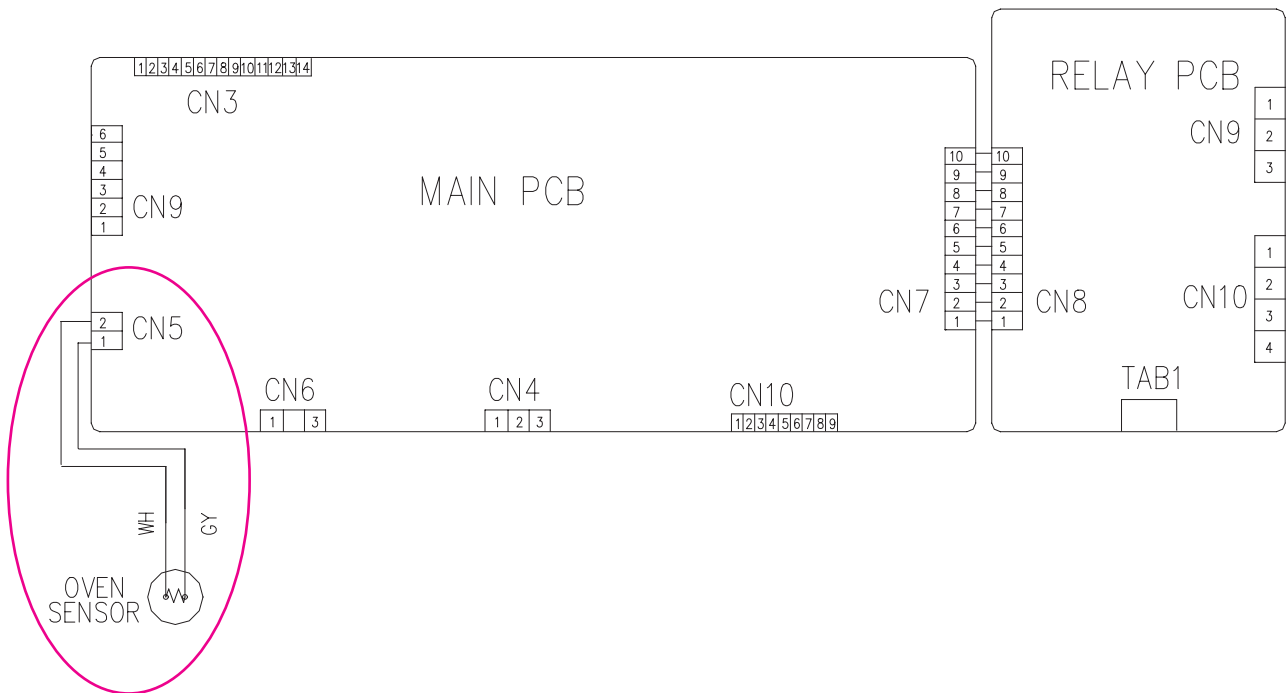 1 2 3 4 5 6 7 8 9 10 11 12 13 14
CN3
RELAY PCB
1
2
3
CN9
6
5
4
3
2
1
CN9
MAIN PCB
10
9
8
7
6
5
4
3
2
1
CN7
10
9
8
7
6
5
4
3
2
1
CN8
1
2
3
4
CN10
2
1
CN5
CN6
1 3
CN4
1 2 3
CN10
1 2 3 4 5 6 7 8 9
TAB1
WH
GY
OVEN
SENSOR